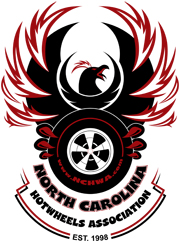 www.NCHWA.com
NORTH CAROLINA
HOTWHEELS ASSOCIATION
EST. 1998